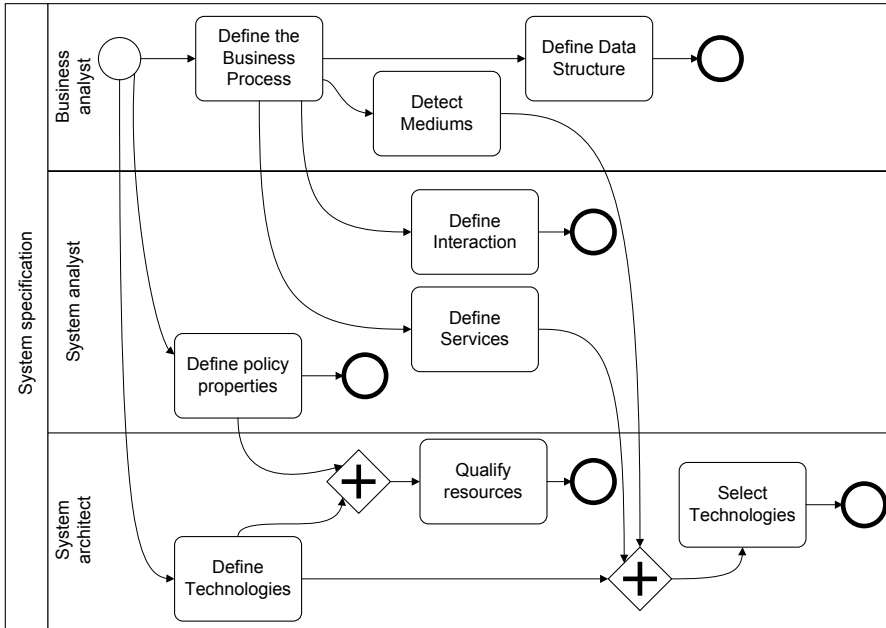 System specification
Business
analyst
Define the
Business
Process
Define Data
Structure
Detect
Mediums
System analyst
Define
Interaction
Define
Services
Define policy
properties
System
architect
Qualify
resources
Select
Technologies
Define
Technologies